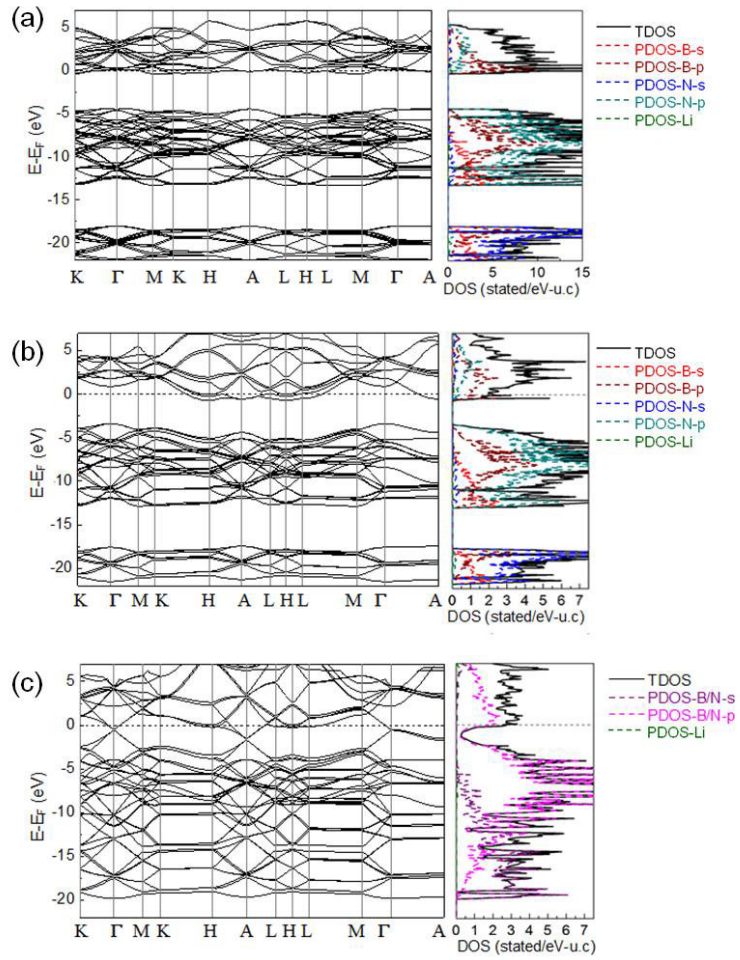 (a)
5
0
-5
-10
-15
-20
E-E_F (eV)
K Γ M K H A L H L M Γ A
0 5 10 15
DOS (stated/eV-u.c)
TDOS
PDOS-B-s
PDOS-B-p
PDOS-N-s
PDOS-N-p
PDOS-Li
(b)
5
0
-5
-10
-15
-20
E-E_F (eV)
K Γ M K H A L H L M Γ A
0 1 2 3 4 5 6 7
DOS (stated/eV-u.c)
TDOS
PDOS-B-s
PDOS-B-p
PDOS-N-s
PDOS-N-p
PDOS-Li
(c)
5
0
-5
-10
-15
-20
E-E_F (eV)
K Γ M K H A L H L M Γ A
0 1 2 3 4 5 6 7
DOS (stated/eV-u.c)
TDOS
PDOS-B/N-s
PDOS-B/N-p
PDOS-Li